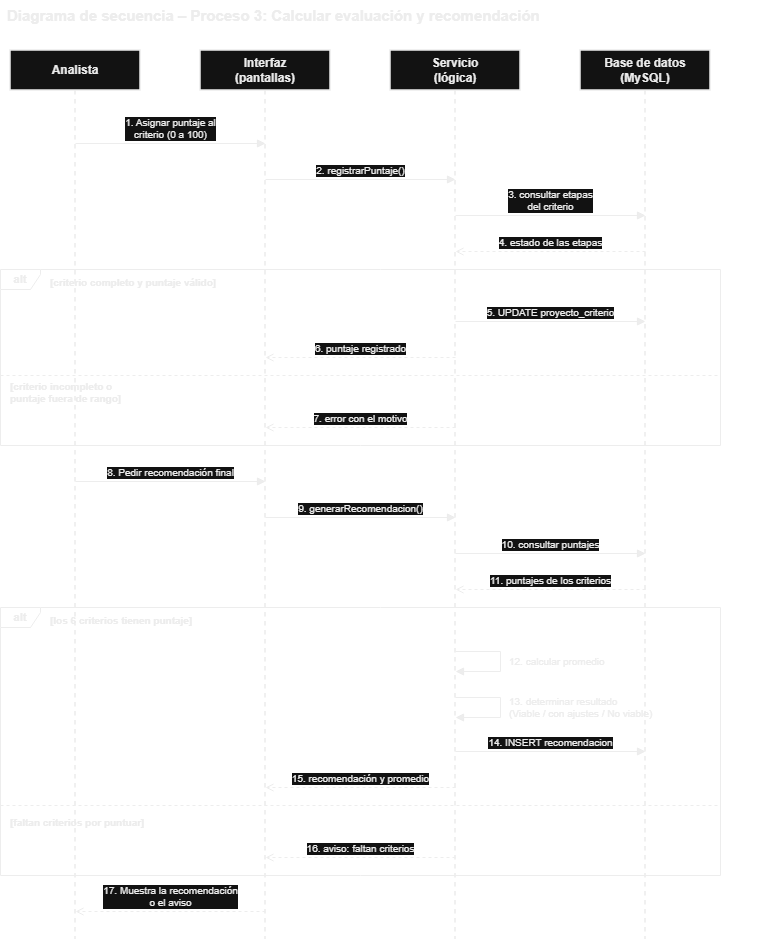 Diagrama de secuencia – Proceso 3: Calcular evaluación y recomendación
Analista
Interfaz
(pantallas)
Servicio
(lógica)
Base de datos
(MySQL)
1. Asignar puntaje al
criterio (0 a 100)
2. registrarPuntaje()
3. consultar etapas
del criterio
4. estado de las etapas
alt
[criterio completo y puntaje válido]
5. UPDATE proyecto_criterio
6. puntaje registrado
[criterio incompleto o
puntaje fuera de rango]
7. error con el motivo
8. Pedir recomendación final
9. generarRecomendacion()
10. consultar puntajes
11. puntajes de los criterios
alt
[los 6 criterios tienen puntaje]
12. calcular promedio
13. determinar resultado
(Viable / con ajustes / No viable)
14. INSERT recomendacion
15. recomendación y promedio
[faltan criterios por puntuar]
16. aviso: faltan criterios
17. Muestra la recomendación
o el aviso